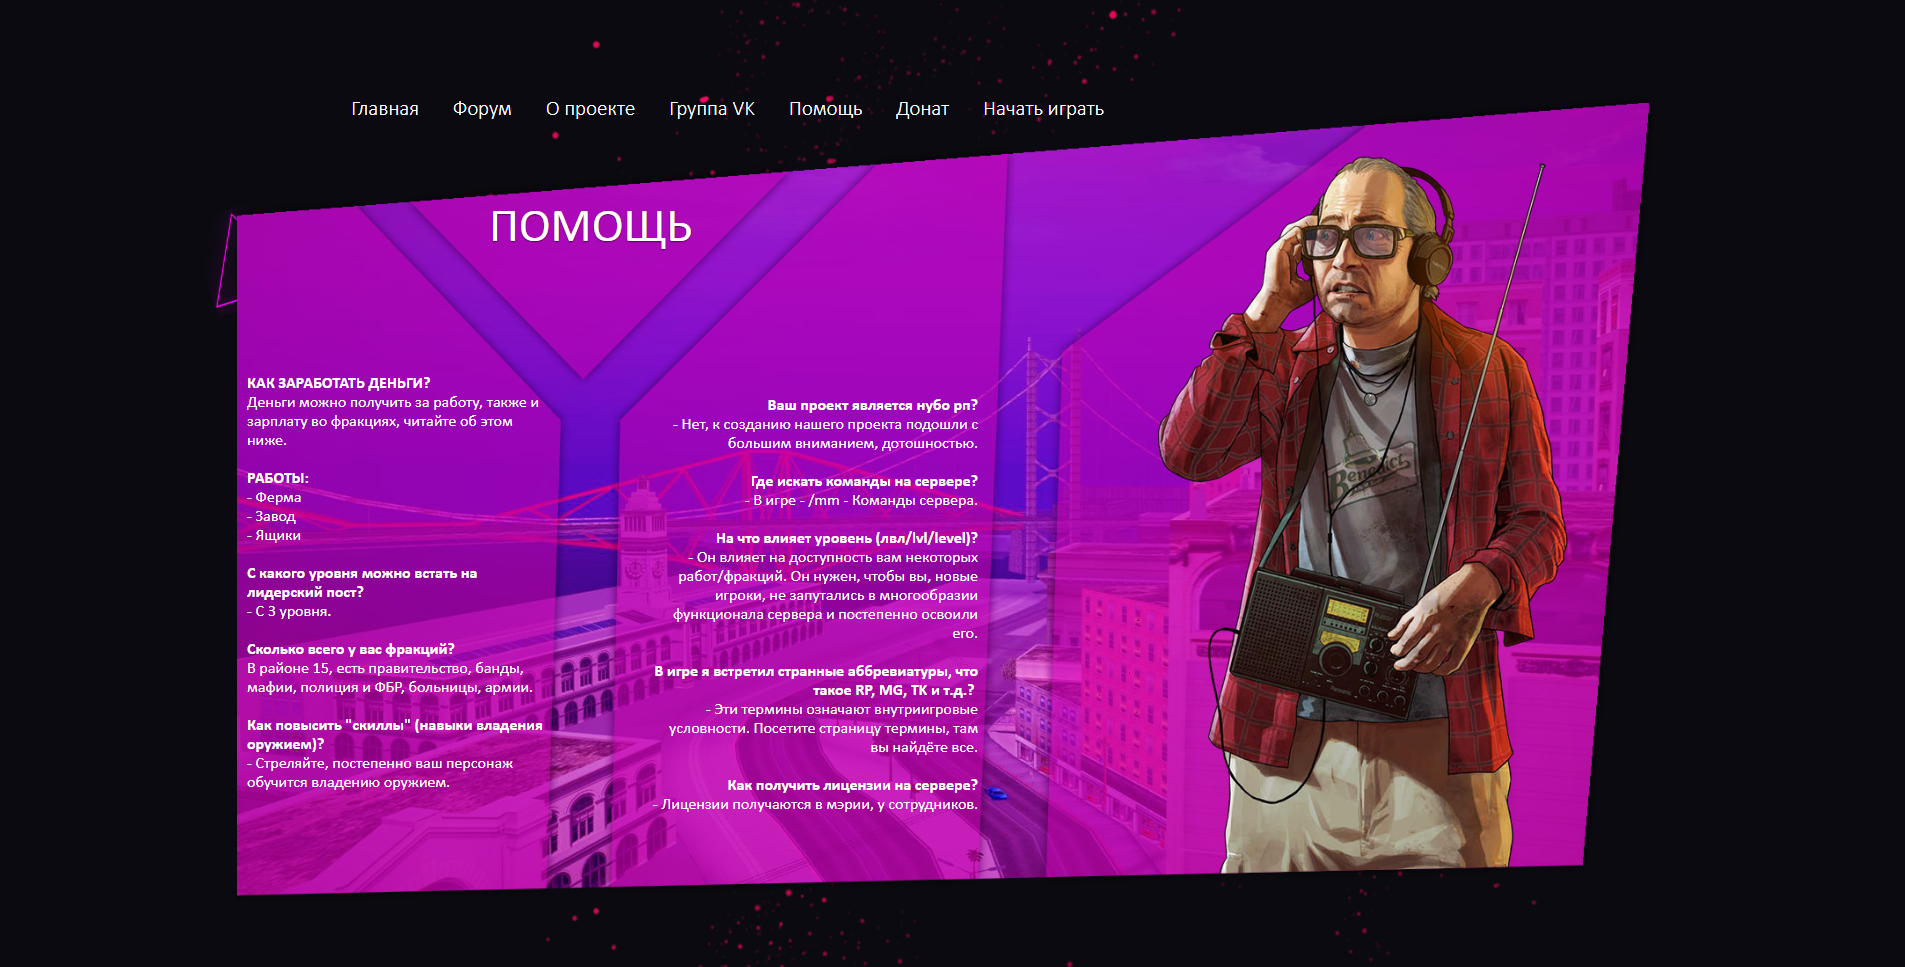 Главная Форум О проекте Группа VK Помощь Донат Начать играть
ПОМОЩЬ
КАК ЗАРАБОТАТЬ ДЕНЬГИ?
Деньги можно получить за работу, также и
зарплату во фракциях, читайте об этом
ниже.
РАБОТЫ:
- Ферма
- Завод
- Ящики
С какого уровня можно встать на
лидерский пост?
- С 3 уровня.
Сколько всего у вас фракций?
В районе 15, есть правительство, банды,
мафии, полиция и ФБР, больницы, армии.
Как повысить "скиллы" (навыки владения
оружием)?
- Стреляйте, постепенно ваш персонаж
обучится владению оружием.
Ваш проект является нубо рп?
- Нет, к созданию нашего проекта подошли с
большим вниманием, дотошностью.
Где искать команды на сервере?
- В игре - /mm - Команды сервера.
На что влияет уровень (лвл/lvl/level)?
- Он влияет на доступность вам некоторых
работ/фракций. Он нужен, чтобы вы, новые
игроки, не запутались в многообразии
функционала сервера и постепенно освоили
его.
В игре я встретил странные аббревиатуры, что
такое RP, MG, TK и т.д.?
- Эти термины означают внутриигровые
условности. Посетите страницу термины, там
вы найдёте все.
Как получить лицензии на сервере?
- Лицензии получаются в мэрии, у сотрудников.
Benedict